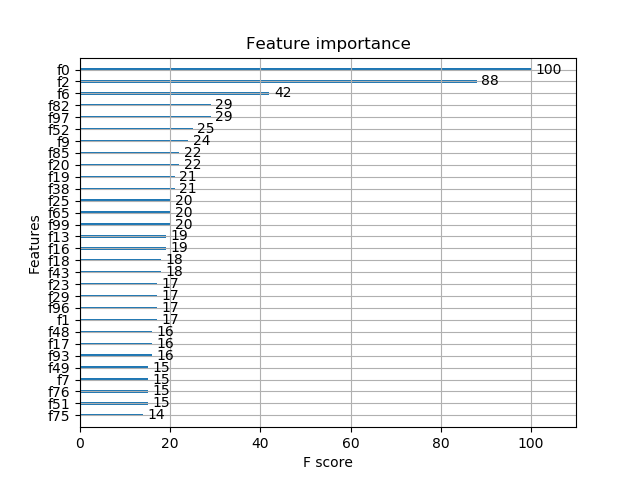 Feature importance
f0 100
f2 88
f6 42
f82 29
f97 29
f52 25
f9 24
f85 22
f20 22
f19 21
f38 21
f25 20
f65 20
f99 20
f13 19
f16 19
f18 18
f43 18
f23 17
f29 17
f96 17
f1 17
f48 16
f17 16
f93 16
f49 15
f7 15
f76 15
f51 15
f75 14
Features
0 20 40 60 80 100
F score